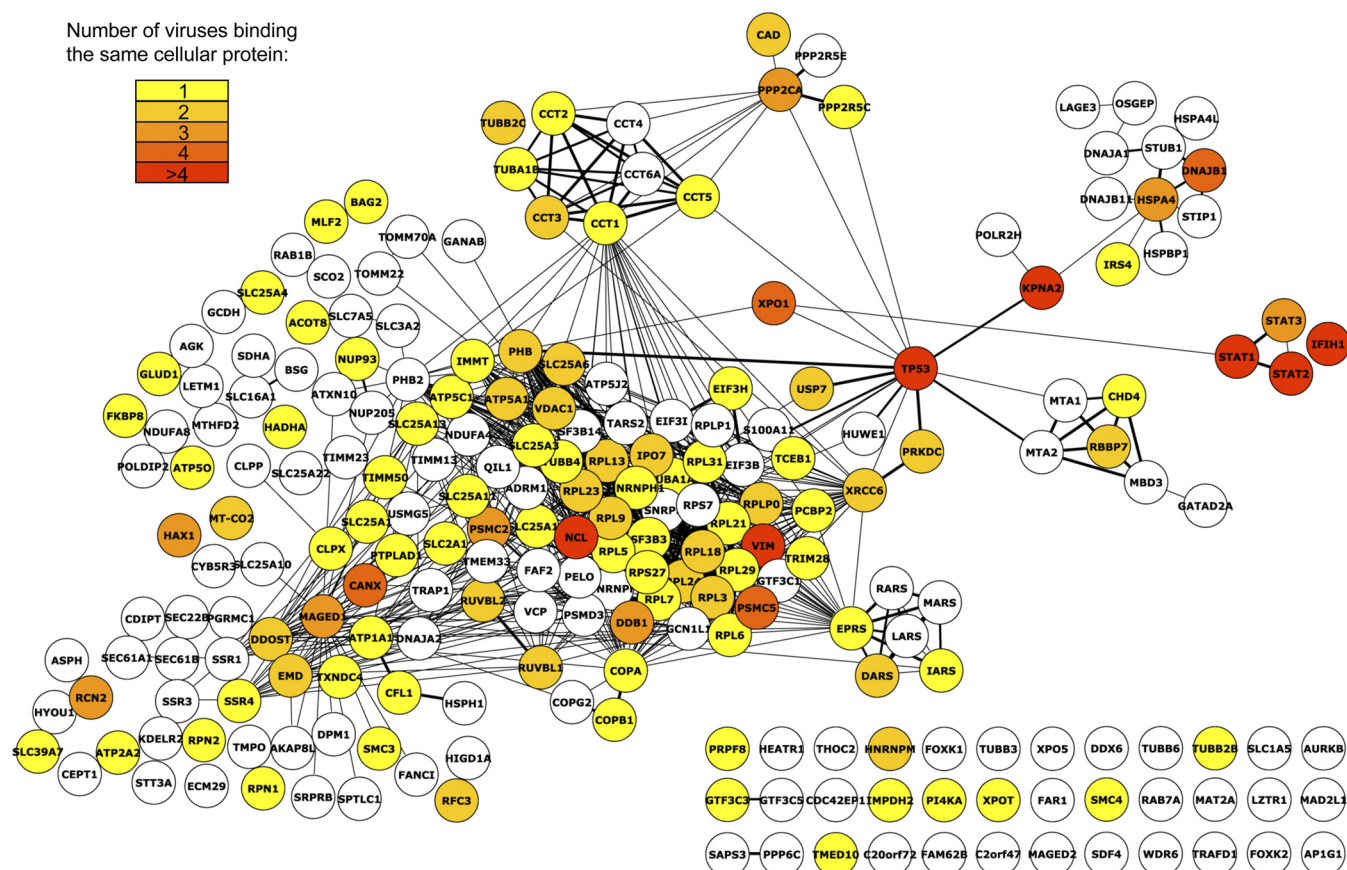 Number of viruses binding
the same cellular protein:
1
2
3
4
>4
CAD
PPP2R5E
PPP2CA
PPP2R5C
TUBB2C
CCT2
CCT4
TUBA1B
CCT6A
CCT5
CCT3
CCT1
LAGE3
OSGEP
HSPA4L
DNAJA1
STUB1
DNAJB1
DNAJB11
HSPA4
STIP1
HSPBP1
IRS4
POLR2H
KPNA2
XPO1
STAT3
IFIH1
STAT1
STAT2
TP53
USP7
HUWE1
PRKDC
XRCC6
MTA1
CHD4
RBBP7
MTA2
MBD3
GATAD2A
BAG2
MLF2
TOMM70A
GANAB
RAB1B
SCO2
TOMM22
SLC25A4
GCDH
ACOT8
SLC7A5
SLC3A2
AGK
SDHA
BSG
NUP93
GLUD1
LETM1
SLC16A1
ATXN10
PHB2
NUP205
FKBP8
MTHFD2
HADHA
NDUFA8
POLDIP2
ATP5O
CLPP
SLC25A22
TIMM23
TIMM13
IMMT
PHB
SLC25A6
ATP5J2
ATP5C1
ATP5A1
VDAC1
SLC25A13
NDUFA4
SF3B14
TARS2
EIF3I
RPLP1
EIF3H
S100A11
SLC25A3
TUBB4
RPL13
IPO7
RPL31
EIF3B
TCEB1
UBA1A
QIL1
ADRM1
RPL23
NRNPH1
TIMM50
SLC25A11
RPL9
SNRP
RPS7
RPLP0
PCBP2
RPL21
MT-CO2
HAX1
CYB5R3
SLC25A10
SLC25A1
USMG5
PSMC2
SLC25A1
NCL
SF3B3
RPL5
VIM
RPL18
TRIM28
CLPX
PTPLAD1
SLC2A1
TMEM33
FAF2
PELO
RPS27
RPL29
GTF3C1
CANX
TRAP1
RUVBL2
VCP
PSMD3
NRNP
RPL7
RPL24
RPL3
PSMC5
DDB1
GCN1L1
RPL6
MAGED1
DDOST
ATP1A1
DNAJA2
RUVBL1
COPA
COPG2
COPB1
EPRS
RARS
MARS
LARS
IARS
DARS
CDIPT
SEC22B
PGRMC1
ASPH
SEC61A1
SEC61B
SSR1
EMD
TXNDC4
CFL1
HSPH1
RCN2
HYOU1
SSR3
SSR4
SLC39A7
ATP2A2
KDELR2
RPN2
TMPO
AKAP8L
DPM1
SMC3
HIGD1A
CEPT1
STT3A
ECM29
RPN1
SRPRB
SPTLC1
FANCI
RFC3
PRPF8
HEATR1
THOC2
HNRNPM
FOXK1
TUBB3
XPO5
DDX6
TUBB6
TUBB2B
SLC1A5
AURKB
GTF3C3
GTF3C5
CDC42EP1
IMPDH2
PI4KA
XPOT
FAR1
SMC4
RAB7A
MAT2A
LZTR1
MAD2L1
SAPS3
PPP6C
TMED10
C20orf72
FAM62B
C2orf47
MAGED2
SDF4
WDR6
TRAFD1
FOXK2
AP1G1